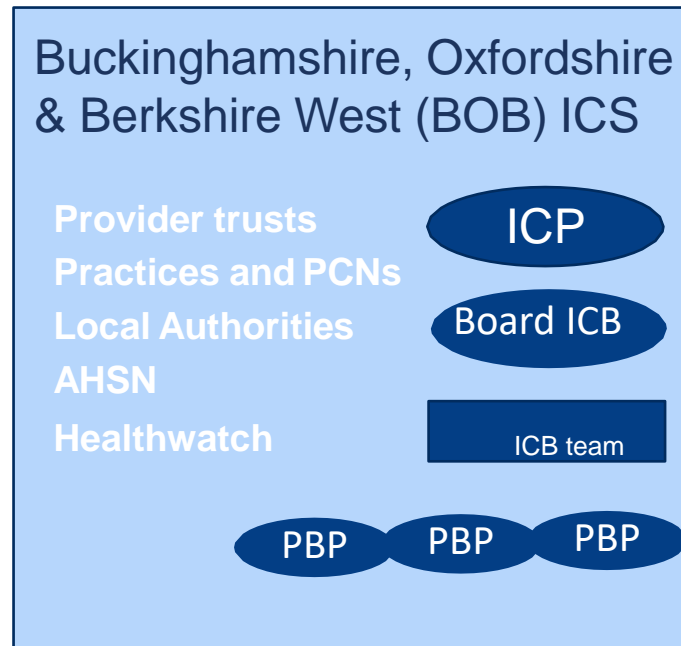 Buckinghamshire, Oxfordshire
& Berkshire West (BOB) ICS
Provider trusts
ICP
Practices and PCNs
Local Authorities
Board ICB
AHSN
Healthwatch
ICB team
PBP
PBP
PBP